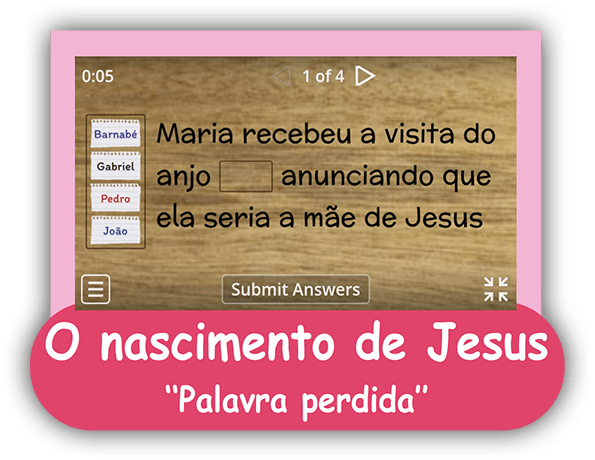 0:05
1 of 4
Barnabé
Gabriel
Pedro
João
Maria recebeu a visita do
anjo anunciando que
ela seria a mãe de Jesus
Submit Answers
O nascimento de Jesus
“Palavra perdida”